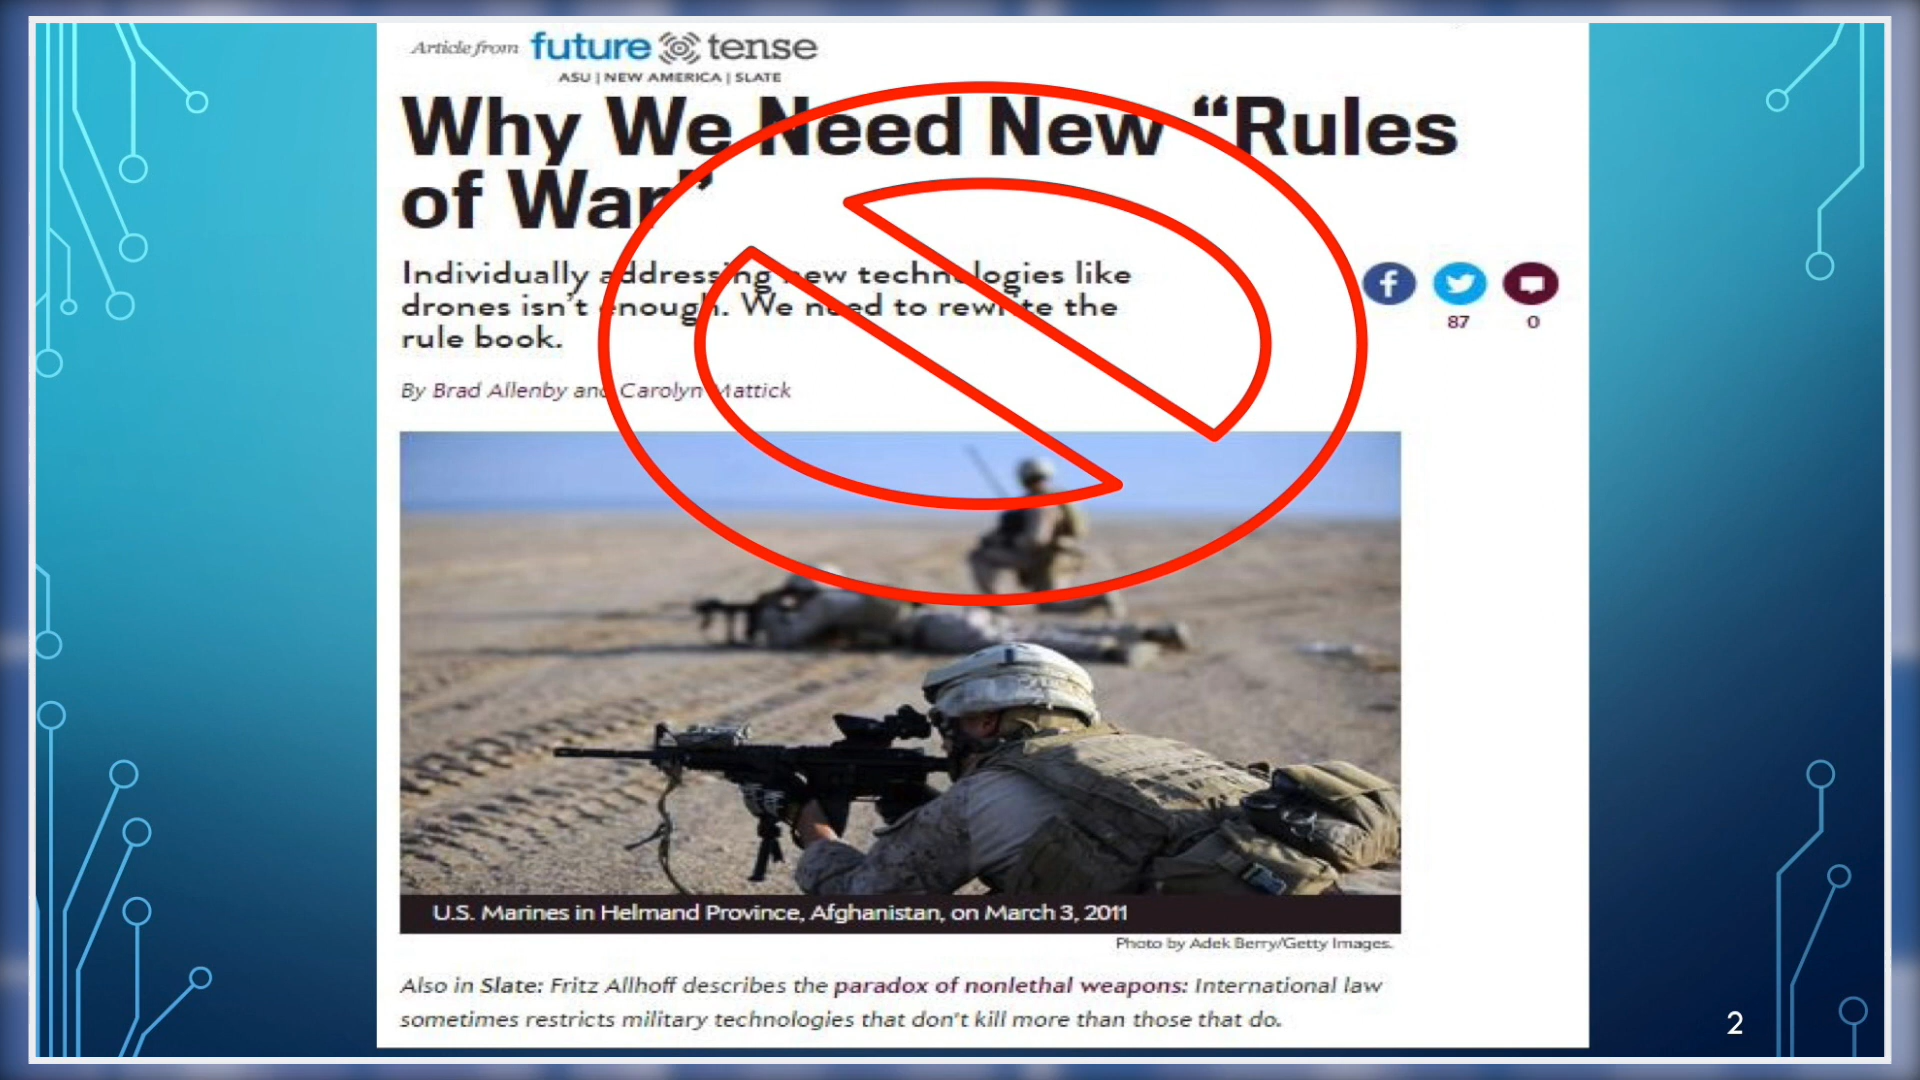 Article from future tense
ASU | NEW AMERICA | SLATE
Why We Need New “Rules
of War”
Individually addressing new technologies like
drones isn’t enough. We need to rewrite the
rule book.
87
0
By Brad Allenby and Carolyn Mattick
U.S. Marines in Helmand Province, Afghanistan, on March 3, 2011
Photo by Adek Berry/Getty Images.
Also in Slate: Fritz Allhoff describes the paradox of nonlethal weapons: International law
sometimes restricts military technologies that don't kill more than those that do.
2